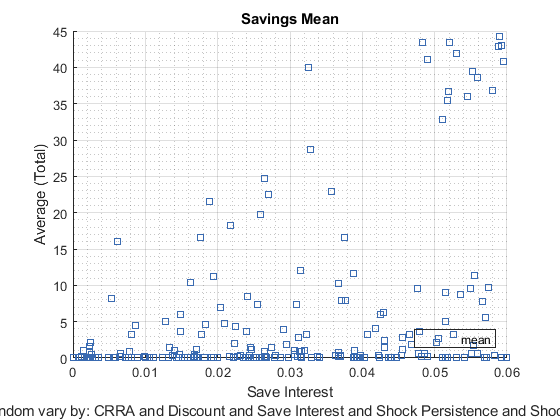 Savings Mean
45
40
35
30
25
20
15
10
5
0
Average (Total)
mean
0 0.01 0.02 0.03 0.04 0.05 0.06
Save Interest
vary by: CRRA and Discount and Save Interest and Shock Persistence and